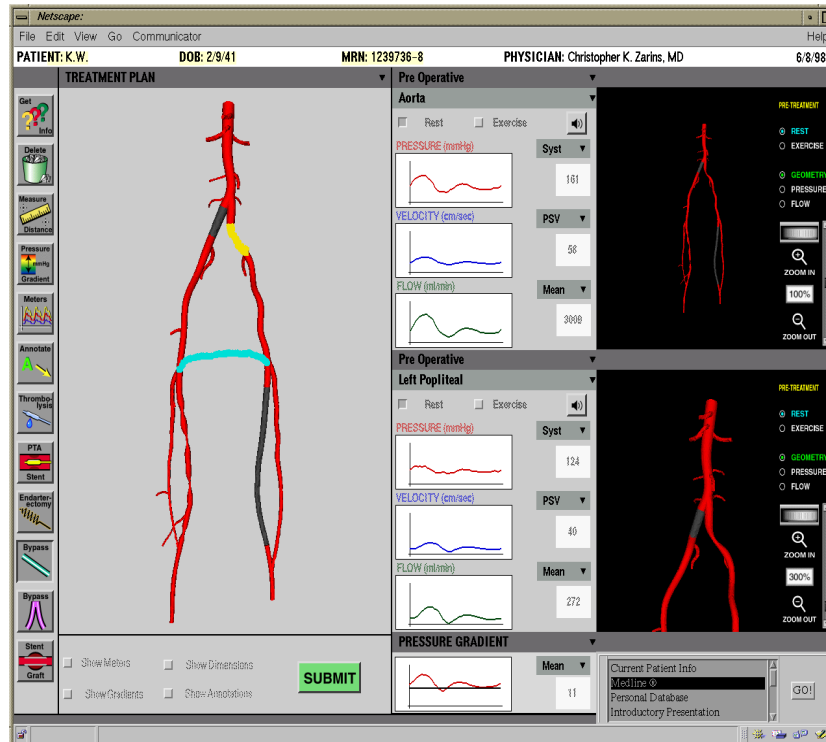 Netscape:
File Edit View Go Communicator Help
PATIENT: K.W. DOB: 2/9/41 MRN: 1239736-8 PHYSICIAN: Christopher K. Zarins, MD 6/8/98
TREATMENT PLAN
Get
Info
Delete
Measure
Distance
Pressure
mmHg
Gradient
Meters
Annotate
A
Thrombo-
lysis
PTA
Stent
Endarter-
ectomy
Bypass
Bypass
Stent
Graft
Show Meters Show Dimensions
Show Gradients Show Annotations
SUBMIT
Pre Operative
Aorta
Rest Exercise
PRESSURE (mmHg) Syst
161
VELOCITY (cm/sec) PSV
56
FLOW (ml/min) Mean
3009
Pre Operative
Left Popliteal
Rest Exercise
PRESSURE (mmHg) Syst
124
VELOCITY (cm/sec) PSV
40
FLOW (ml/min) Mean
272
PRESSURE GRADIENT
Mean
11
PRE-TREATMENT
REST
EXERCISE
GEOMETRY
PRESSURE
FLOW
ZOOM IN
100%
ZOOM OUT
PRE-TREATMENT
REST
EXERCISE
GEOMETRY
PRESSURE
FLOW
ZOOM IN
300%
ZOOM OUT
Current Patient Info
Medline ®
Personal Database
Introductory Presentation
GO!